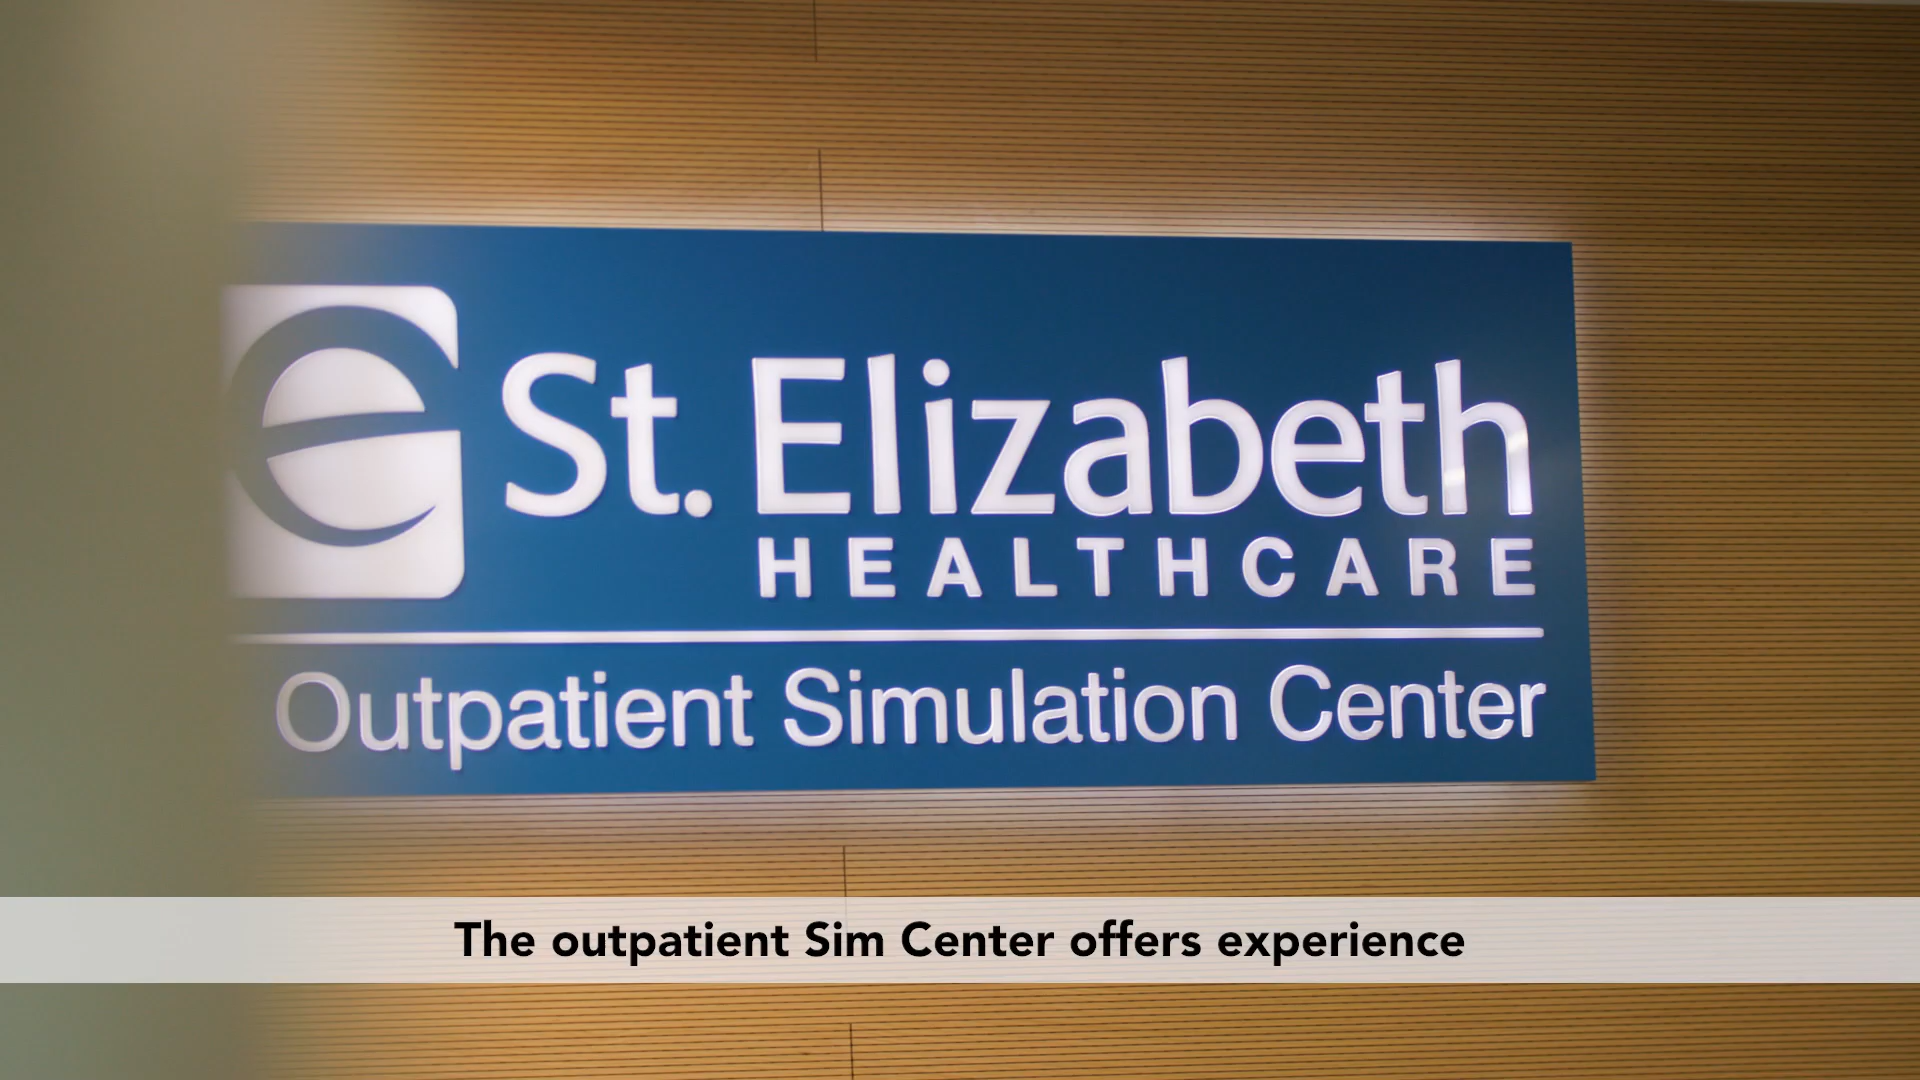 St. Elizabeth
HEALTHCARE
Outpatient Simulation Center
The outpatient Sim Center offers experience